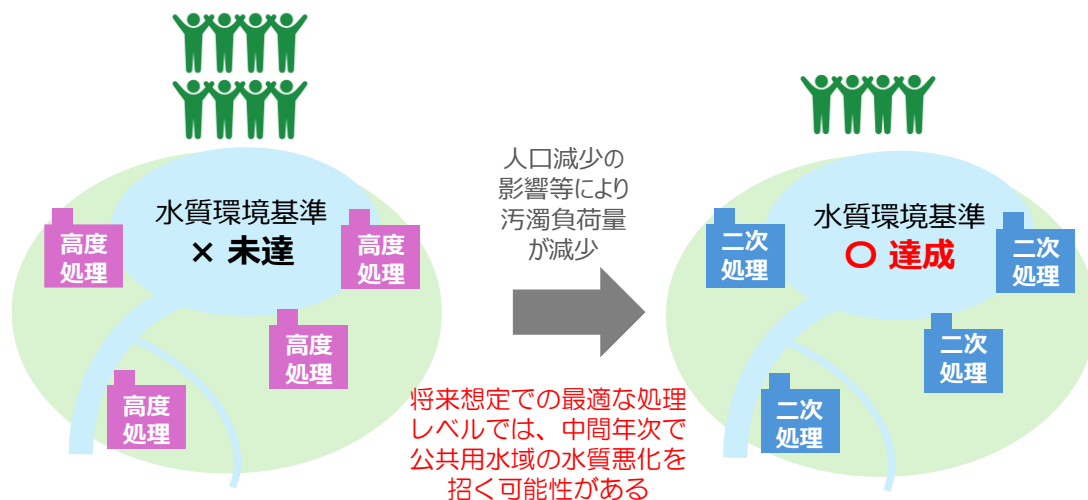 水質環境基準
× 未達
高度
処理
高度
処理
高度
処理
高度
処理
人口減少の
影響等により
汚濁負荷量
が減少
将来想定での最適な処理
レベルでは、中間年次で
公共用水域の水質悪化を
招く可能性がある
水質環境基準
〇 達成
二次
処理
二次
処理
二次
処理
二次
処理